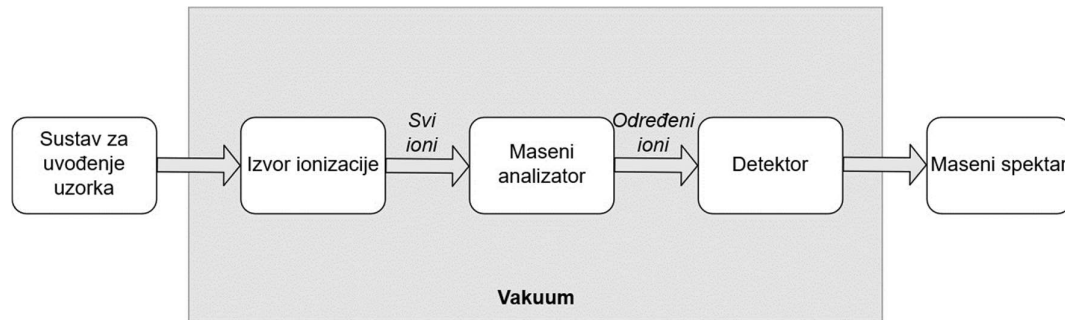 Sustav za
uvođenje
uzorka
Izvor ionizacije
Svi
ioni
Maseni
analizator
Određeni
ioni
Detektor
Maseni spektar
Vakuum